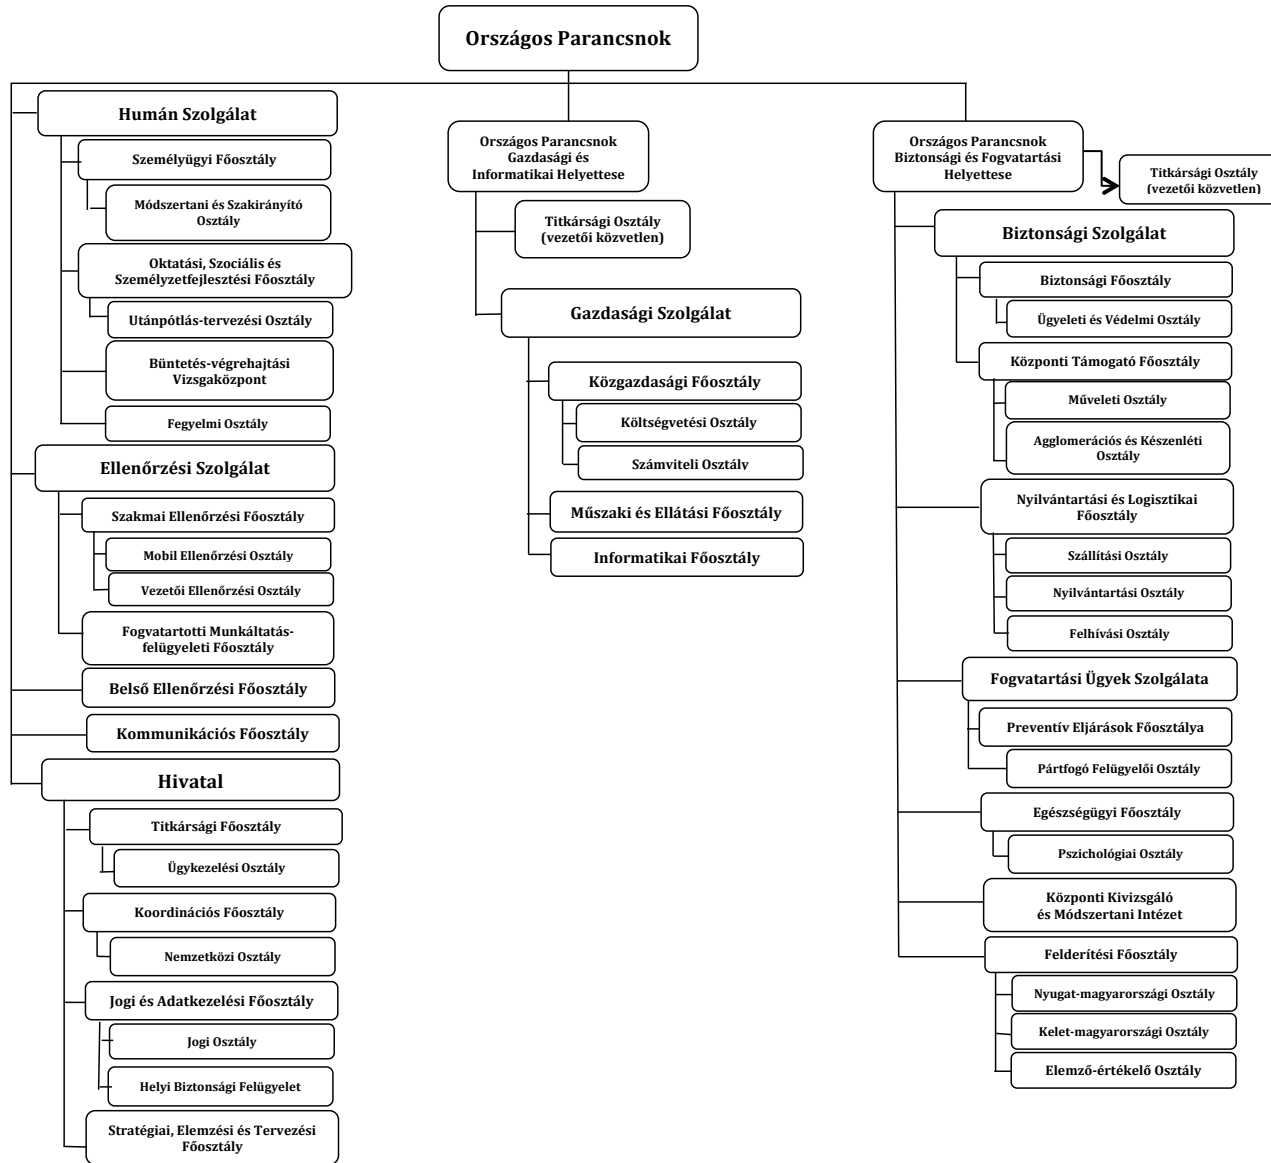 Országos Parancsnok
Humán Szolgálat
Személyügyi Főosztály
Módszertani és Szakirányító
Osztály
Oktatási, Szociális és
Személyzetfejlesztési Főosztály
Utánpótlás-tervezési Osztály
Büntetés-végrehajtási
Vizsgaközpont
Fegyelmi Osztály
Ellenőrzési Szolgálat
Szakmai Ellenőrzési Főosztály
Mobil Ellenőrzési Osztály
Vezetői Ellenőrzési Osztály
Fogvatartotti Munkáltatás-
felügyeleti Főosztály
Belső Ellenőrzési Főosztály
Kommunikációs Főosztály
Hivatal
Titkársági Főosztály
Ügykezelési Osztály
Koordinációs Főosztály
Nemzetközi Osztály
Jogi és Adatkezelési Főosztály
Jogi Osztály
Helyi Biztonsági Felügyelet
Stratégiai, Elemzési és Tervezési
Főosztály
Országos Parancsnok
Gazdasági és
Informatikai Helyettese
Titkársági Osztály
(vezetői közvetlen)
Gazdasági Szolgálat
Közgazdasági Főosztály
Költségvetési Osztály
Számviteli Osztály
Műszaki és Ellátási Főosztály
Informatikai Főosztály
Országos Parancsnok
Biztonsági és Fogvatartási
Helyettese
Titkársági Osztály
(vezetői közvetlen)
Biztonsági Szolgálat
Biztonsági Főosztály
Ügyeleti és Védelmi Osztály
Központi Támogató Főosztály
Műveleti Osztály
Agglomerációs és Készenléti
Osztály
Nyilvántartási és Logisztikai
Főosztály
Szállítási Osztály
Nyilvántartási Osztály
Felhívási Osztály
Fogvatartási Ügyek Szolgálata
Preventív Eljárások Főosztálya
Pártfogó Felügyelői Osztály
Egészségügyi Főosztály
Pszichológiai Osztály
Központi Kivizsgáló
és Módszertani Intézet
Felderítési Főosztály
Nyugat-magyarországi Osztály
Kelet-magyarországi Osztály
Elemző-értékelő Osztály